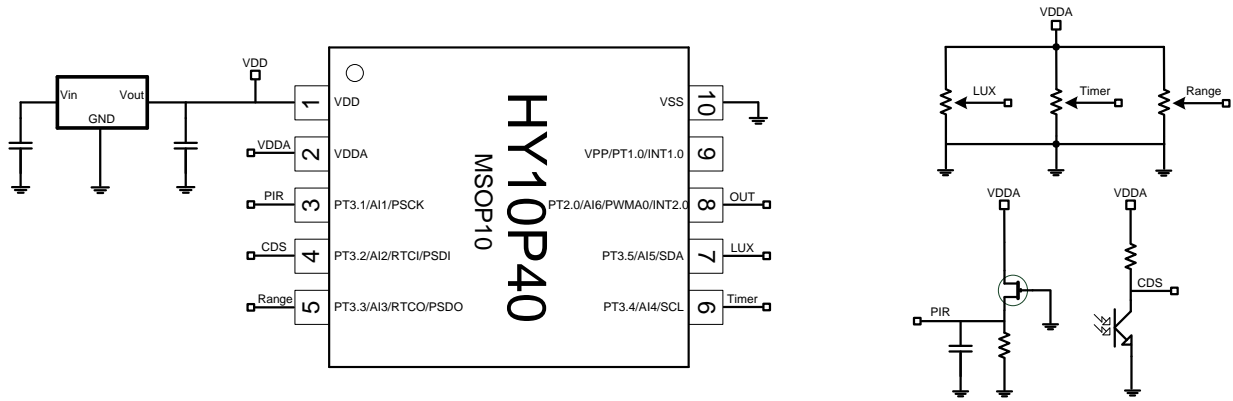 Vin
Vout
GND
VDD
1
VDD
VDDA
2
VDDA
PIR
3
PT3.1/AI1/PSCK
CDS
4
PT3.2/AI2/RTCI/PSDI
Range
5
PT3.3/AI3/RTCO/PSDO
HY10P40
MSOP10
VSS
10
VPP/PT1.0/INT1.0
9
PT2.0/AI6/PWMA0/INT2.0
8
OUT
PT3.5/AI5/SDA
7
LUX
PT3.4/AI4/SCL
6
Timer
VDDA
LUX
Timer
Range
VDDA
PIR
VDDA
CDS